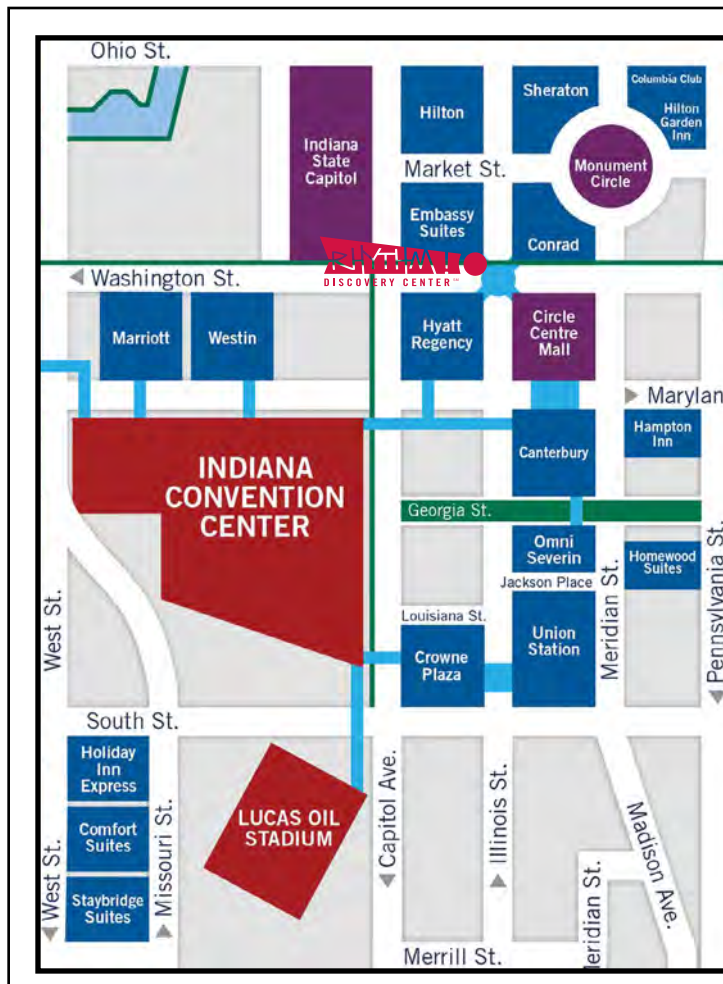 Ohio St.
Columbia Club
Sheraton
Hilton
Hilton
Garden
Inn
Indiana
State
Capitol
Market St.
Monument
Circle
Embassy
Suites
Conrad
RHYTHM!
DISCOVERY CENTER™
Washington St.
Marriott
Westin
Hyatt
Regency
Circle
Centre
Mall
Marylan
Hampton
Inn
Canterbury
INDIANA
CONVENTION
CENTER
Georgia St.
Omni
Severin
Homewood
Suites
Jackson Place
Louisiana St.
Union
Station
Crowne
Plaza
West St.
Meridian St.
Pennsylvania St.
South St.
Holiday
Inn
Express
Comfort
Suites
Staybridge
Suites
LUCAS OIL
STADIUM
West St.
Missouri St.
Capitol Ave.
Illinois St.
Madison Ave.
eridian St.
Merrill St.